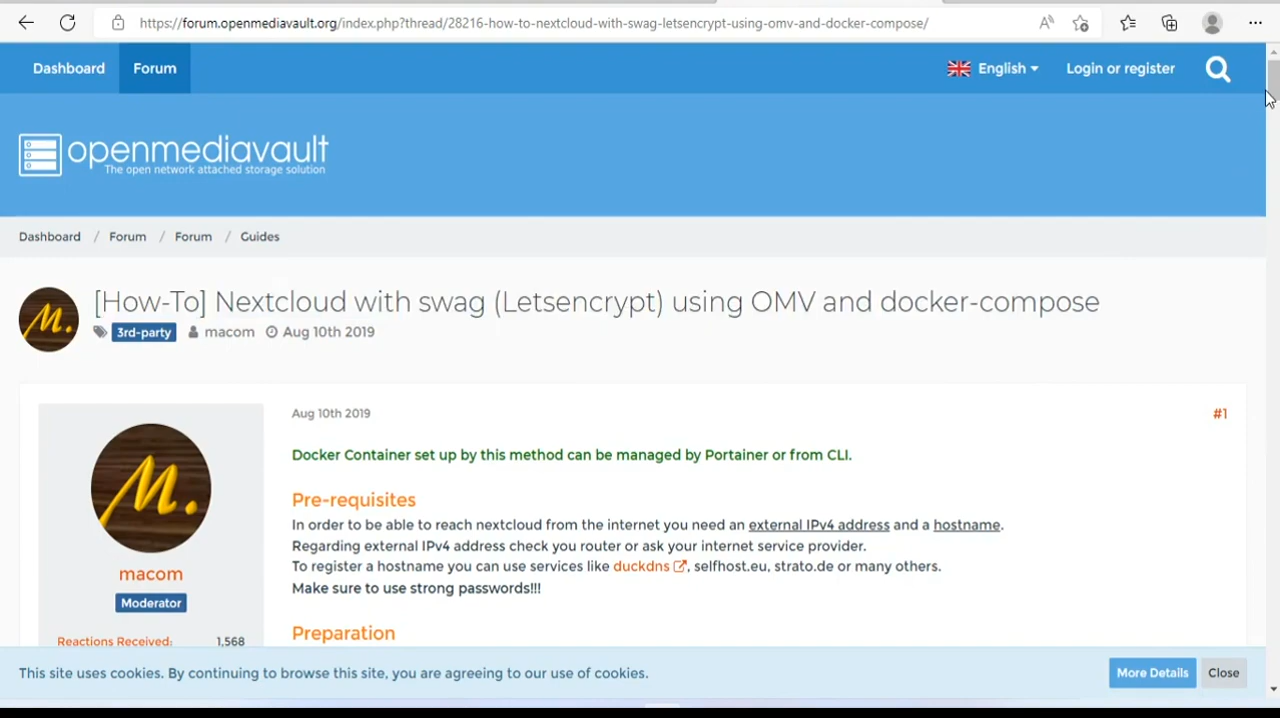 https://forum.openmediavault.org/index.php?thread/28216-how-to-nextcloud-with-swag-letsencrypt-using-omv-and-docker-compose/
Dashboard Forum English Login or register
openmediavault
The open network attached storage solution
Dashboard / Forum / Forum / Guides
[How-To] Nextcloud with swag (Letsencrypt) using OMV and docker-compose
3rd-party macom Aug 10th 2019
Aug 10th 2019 #1
Docker Container set up by this method can be managed by Portainer or from CLI.
Pre-requisites
In order to be able to reach nextcloud from the internet you need an external IPv4 address and a hostname.
Regarding external IPv4 address check you router or ask your internet service provider.
To register a hostname you can use services like duckdns, selfhost.eu, strato.de or many others.
Make sure to use strong passwords!!!
Preparation
M.
M.
macom
Moderator
Reactions Received: 1,568
This site uses cookies. By continuing to browse this site, you are agreeing to our use of cookies.
More Details Close